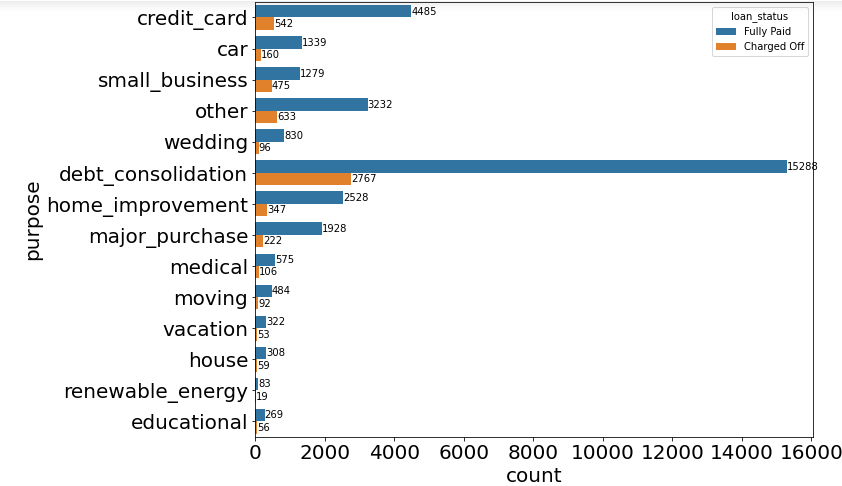 credit_card 4485
542
car 1339
160
small_business 1279
475
other 3232
633
wedding 830
96
debt_consolidation 15288
2767
home_improvement 2528
347
major_purchase 1928
222
medical 575
106
moving 484
92
vacation 322
53
house 308
59
renewable_energy 83
19
educational 269
56
purpose
0 2000 4000 6000 8000 10000 12000 14000 16000
count
loan_status
Fully Paid
Charged Off